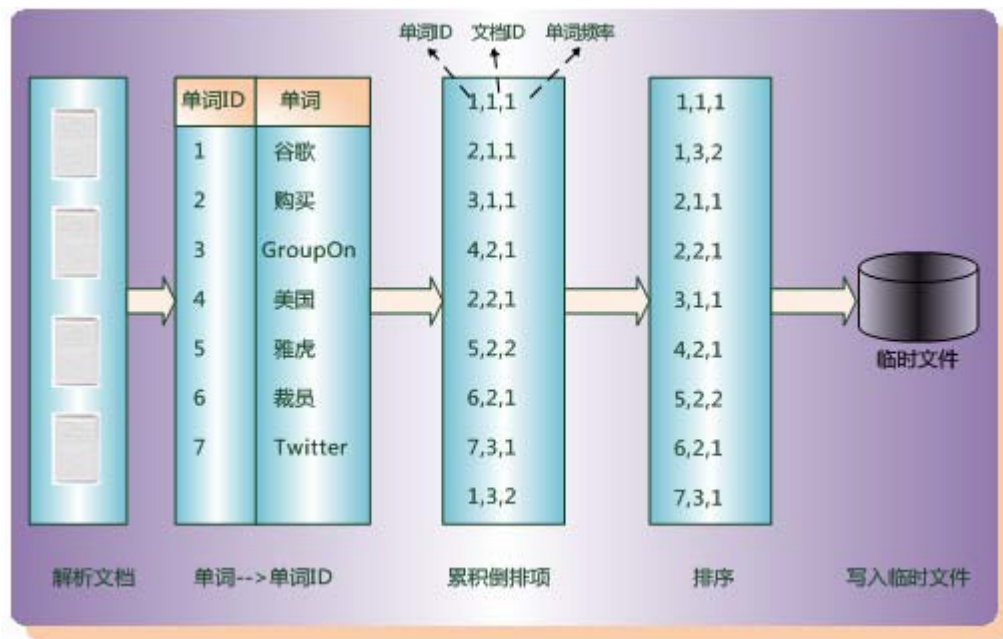 单词ID 文档ID 单词频率
单词ID 单词
1 谷歌
2 购买
3 GroupOn
4 美国
5 雅虎
6 裁员
7 Twitter
1,1,1
2,1,1
3,1,1
4,2,1
2,2,1
5,2,2
6,2,1
7,3,1
1,3,2
1,1,1
1,3,2
2,1,1
2,2,1
3,1,1
4,2,1
5,2,2
6,2,1
7,3,1
临时文件
解析文档
单词-->单词ID
累积倒排项
排序
写入临时文件